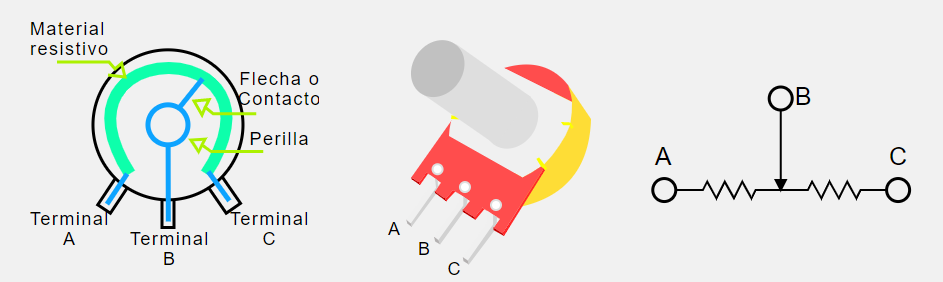 Material
resistivo
Flecha o
Contacto
Perilla
Terminal
A
Terminal
B
Terminal
C
A
B
C
A
B
C